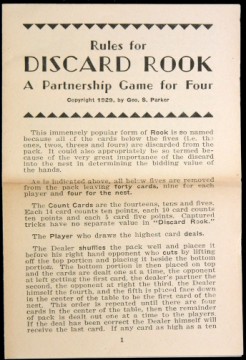 Rules for
DISCARD ROOK
A Partnership Game for Four
Copyright 1928, by Geo. S. Parker
This immensely popular form of Rook is so named
because all of the cards below the fives (i.e. the
ones, twos, threes and fours) are discarded from the
pack. It could also appropriately be so termed be-
cause of the very great importance of the discard
into the nest in determining the bidding value of
the hands.
As is indicated above, all below fives are removed
from the pack leaving forty cards, nine for each
player and four for the nest.
The Count Cards are the fourteens, tens and fives.
Each 14 card counts ten points, each 10 card counts
ten points and each 5 card five points. Captured
tricks have no separate value in "Discard Rook."
The Player who draws the highest card deals.
The Dealer shuffles the pack well and places it
before his right hand opponent who cuts by lifting
off the top portion and placing it beside the bottom
portion. The bottom portion is then placed on top
and the cards are dealt one at a time, the opponent
at left getting the first card, the dealer's partner the
second, the opponent at right the third, the Dealer
himself the fourth, and the fifth is placed face down
in the center of the table to be the first card of the
nest. This order is repeated until there are four
cards in the center of the table, then the remainder
of pack is dealt out one at a time to the players.
If the deal has been correct the Dealer himself will
receive the last card. If any card as high as a ten
1